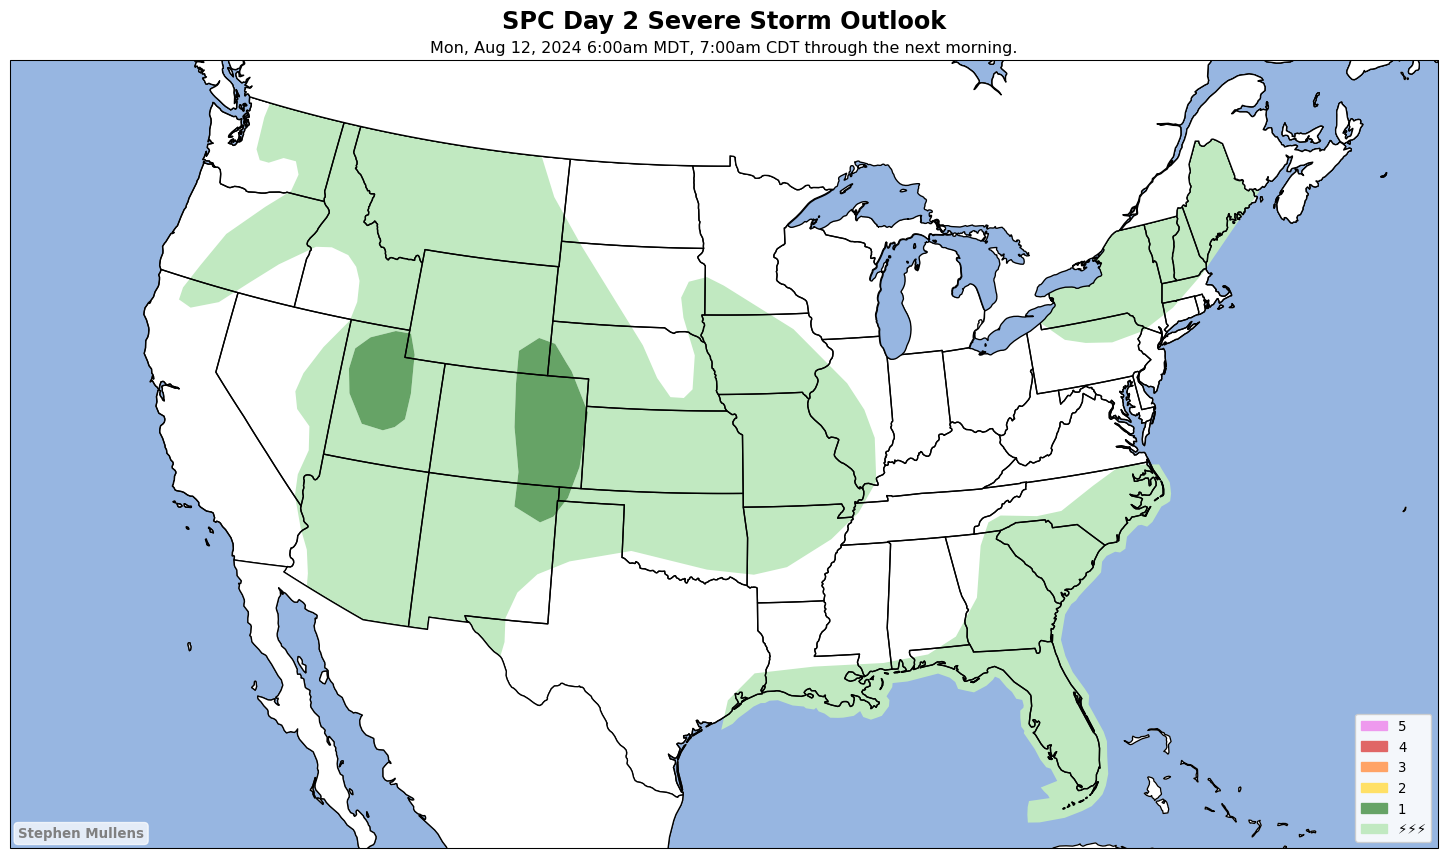 SPC Day 2 Severe Storm Outlook
Mon, Aug 12, 2024 6:00am MDT, 7:00am CDT through the next morning.
5
4
3
2
1
⚡⚡⚡
Stephen Mullens